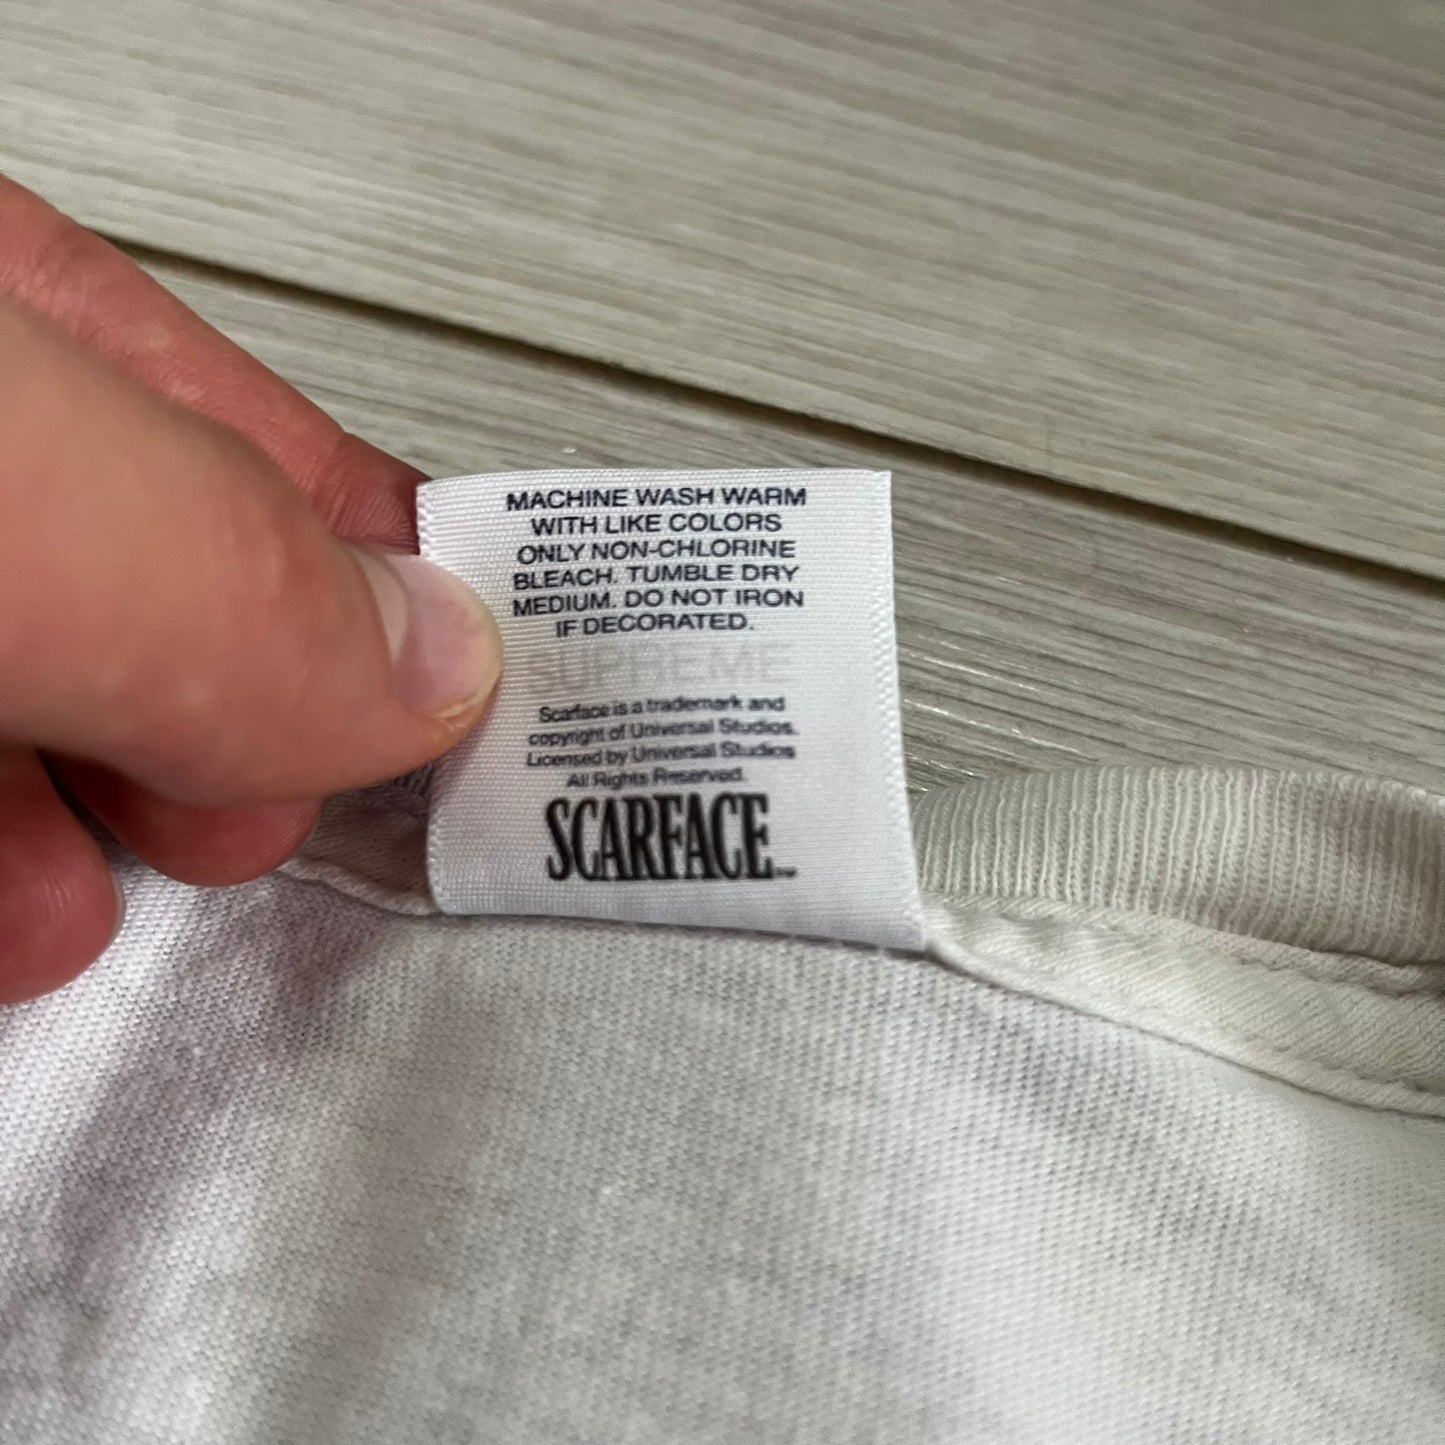 MACHINE WASH WARM
WITH LIKE COLORS
ONLY NON-CHLORINE
BLEACH. TUMBLE DRY
MEDIUM. DO NOT IRON
IF DECORATED.
SUPREME
Scarface is a trademark and
copyright of Universal Studios.
Licensed by Universal Studios
All Rights Reserved.
SCARFACE™